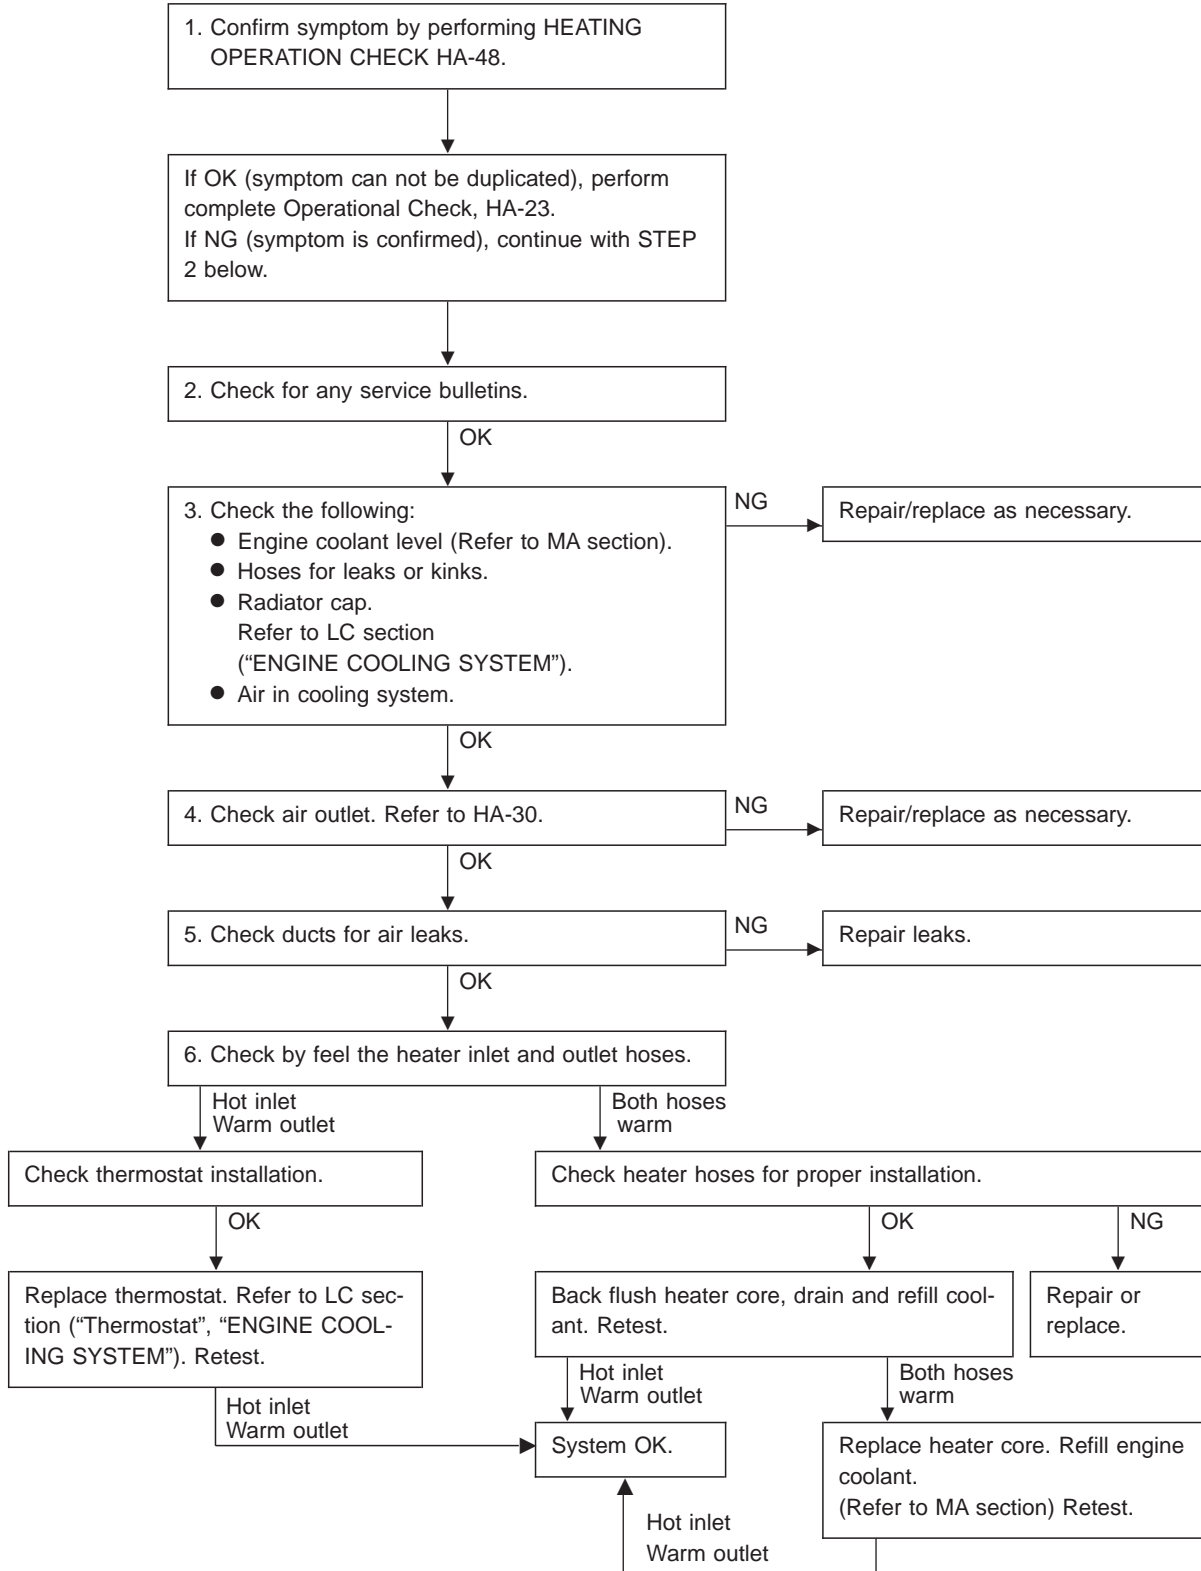 1. Confirm symptom by performing HEATING
OPERATION CHECK HA-48.
If OK (symptom can not be duplicated), perform
complete Operational Check, HA-23.
If NG (symptom is confirmed), continue with STEP
2 below.
2. Check for any service bulletins.
OK
3. Check the following:
● Engine coolant level (Refer to MA section).
● Hoses for leaks or kinks.
● Radiator cap.
Refer to LC section
(“ENGINE COOLING SYSTEM”).
● Air in cooling system.
NG
Repair/replace as necessary.
OK
4. Check air outlet. Refer to HA-30.
NG
Repair/replace as necessary.
OK
5. Check ducts for air leaks.
NG
Repair leaks.
OK
6. Check by feel the heater inlet and outlet hoses.
Hot inlet
Warm outlet
Both hoses
warm
Check thermostat installation.
Check heater hoses for proper installation.
OK
OK
NG
Replace thermostat. Refer to LC sec-
tion (“Thermostat”, “ENGINE COOL-
ING SYSTEM”). Retest.
Back flush heater core, drain and refill cool-
ant. Retest.
Repair or
replace.
Hot inlet
Warm outlet
Hot inlet
Warm outlet
Both hoses
warm
System OK.
Replace heater core. Refill engine
coolant.
(Refer to MA section) Retest.
Hot inlet
Warm outlet